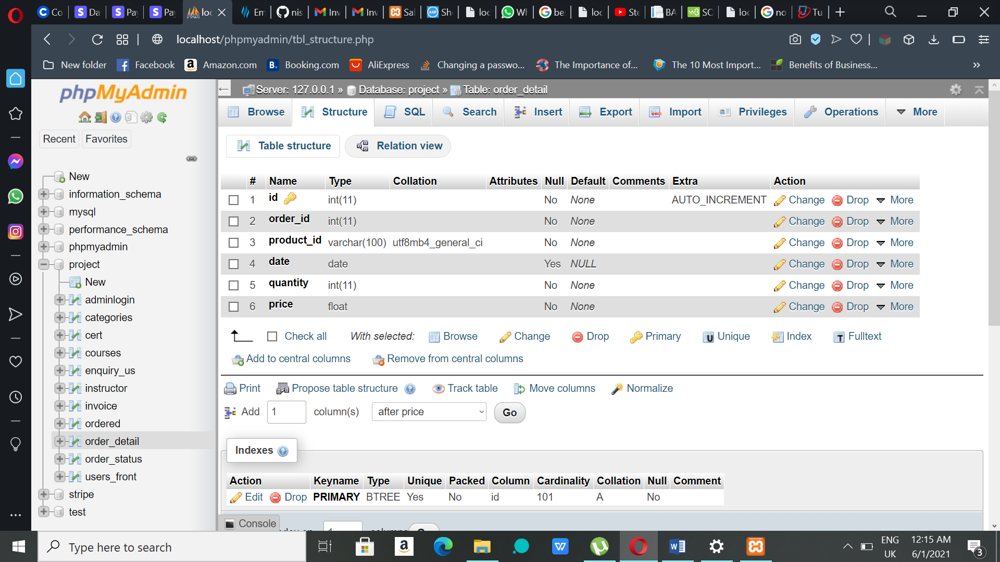 Co
Da
Pay
Pay
loc
Em
nis
Inv
Inv
Sal
Sh
loc
Wh
be
loc
Ste
BA
SC
loc
no
Tu
localhost/phpmyadmin/tbl_structure.php
New folder
Facebook
Amazon.com
Booking.com
AliExpress
Changing a passwo...
The Importance of...
The 10 Most Import...
Benefits of Business...
phpMyAdmin
Recent
Favorites
New
information_schema
mysql
performance_schema
phpmyadmin
project
New
adminlogin
categories
cert
courses
enquiry_us
instructor
invoice
ordered
order_detail
order_status
users_front
stripe
test
Server: 127.0.0.1 » Database: project » Table: order_detail
Browse Structure SQL Search Insert Export Import Privileges Operations More
Table structure Relation view
# Name Type Collation Attributes Null Default Comments Extra Action
1 id int(11) No None AUTO_INCREMENT Change Drop More
2 order_id int(11) No None Change Drop More
3 product_id varchar(100) utf8mb4_general_ci No None Change Drop More
4 date date Yes NULL Change Drop More
5 quantity int(11) No None Change Drop More
6 price float No None Change Drop More
Check all With selected: Browse Change Drop Primary Unique Index Fulltext
Add to central columns Remove from central columns
Print Propose table structure Track table Move columns Normalize
Add 1 column(s) after price Go
Indexes
Action Keyname Type Unique Packed Column Cardinality Collation Null Comment
Edit Drop PRIMARY BTREE Yes No id 101 A No
Console
Type here to search
ENG
UK
12:15 AM
6/1/2021
3